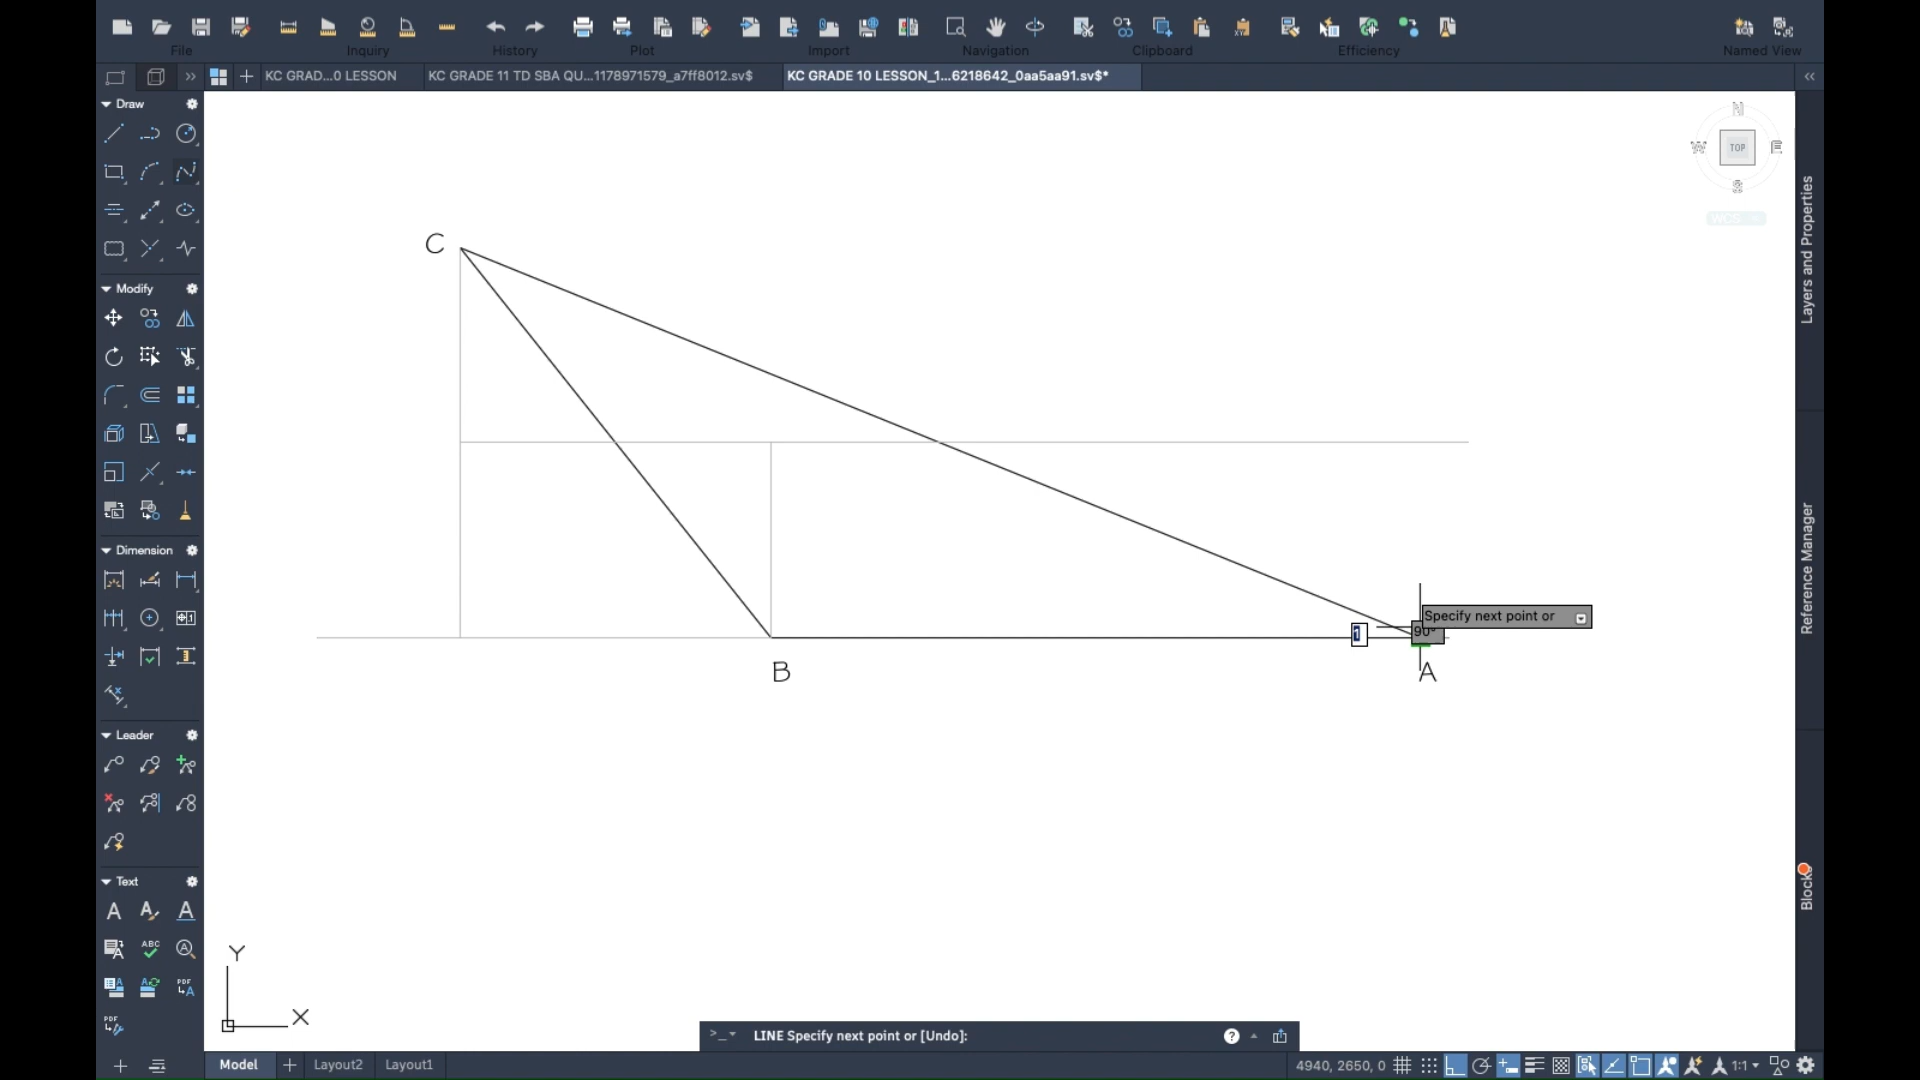 File
Inquiry
History
Plot
Import
Navigation
Clipboard
Efficiency
Named View
KC GRAD...0 LESSON
KC GRADE 11 TD SBA QU...1178971579_a7ff8012.sv$
KC GRADE 10 LESSON_1...6218642_0aa5aa91.sv$*
Draw
Modify
Dimension
Leader
Text
N
W
TOP
E
S
WCS
Layers and Properties
Reference Manager
Blocks
C
B
A
Specify next point or
1
90°
Y
X
>_ LINE Specify next point or [Undo]:
Model
Layout2
Layout1
4940, 2650, 0
1:1